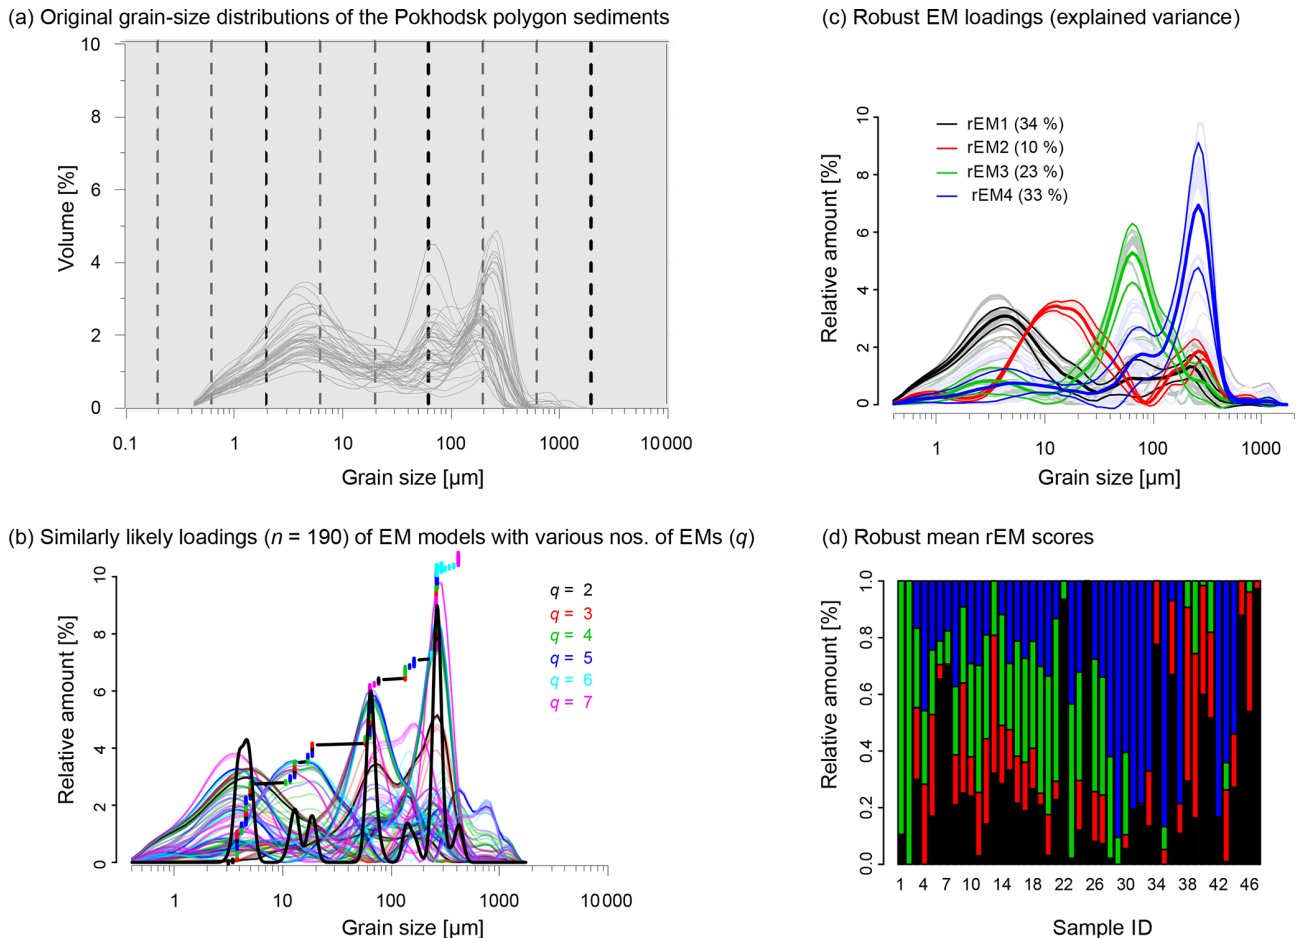 (a) Original grain-size distributions of the Pokhodsk polygon sediments
10
8
6
4
2
0
Volume [%]
0.1 1 10 100 1000 10 000
Grain size [µm]
(c) Robust EM loadings (explained variance)
10
8
6
4
2
0
Relative amount [%]
rEM1 (34 %)
rEM2 (10 %)
rEM3 (23 %)
rEM4 (33 %)
1 10 100 1000
Grain size [µm]
(b) Similarly likely loadings (n = 190) of EM models with various nos. of EMs (q)
10
8
6
4
2
0
Relative amount [%]
q = 2
q = 3
q = 4
q = 5
q = 6
q = 7
1 10 100 1000 10 000
Grain size [µm]
(d) Robust mean rEM scores
1.0
0.8
0.6
0.4
0.2
0.0
Relative amount [%]
1 4 7 10 14 18 22 26 30 34 38 42 46
Sample ID